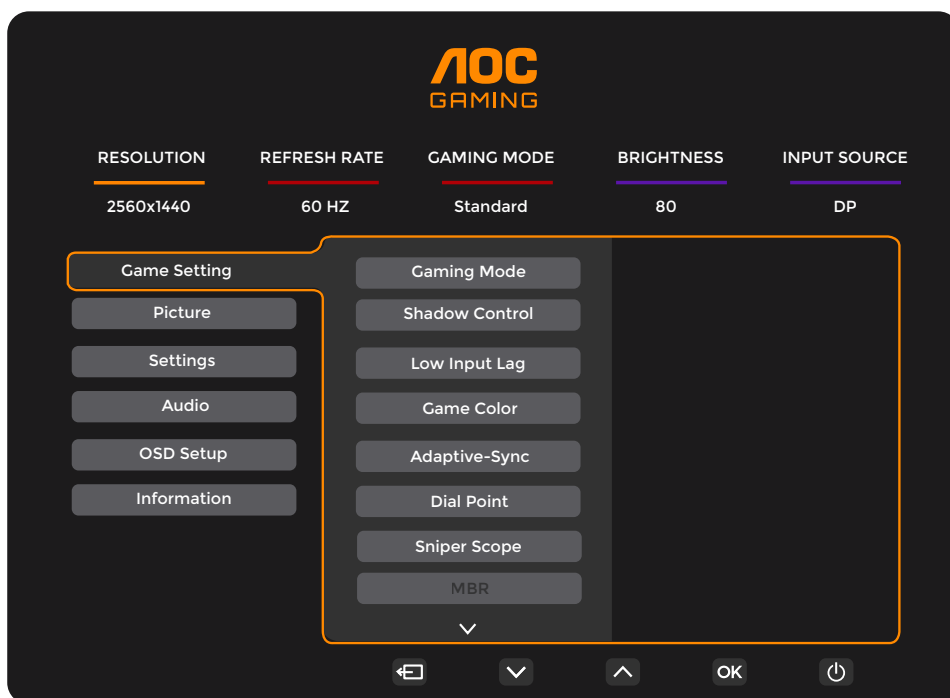 AOC
GAMING
RESOLUTION REFRESH RATE GAMING MODE BRIGHTNESS INPUT SOURCE
2560x1440 60 HZ Standard 80 DP
Game Setting
Picture
Settings
Audio
OSD Setup
Information
Gaming Mode
Shadow Control
Low Input Lag
Game Color
Adaptive-Sync
Dial Point
Sniper Scope
MBR
OK